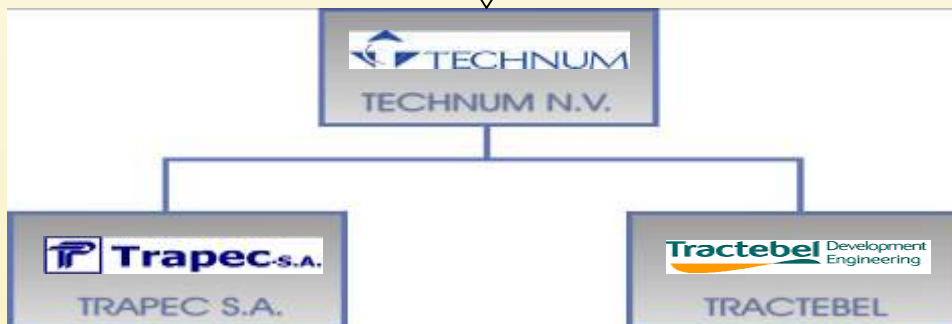 TECHNUM
TECHNUM N.V.
Trapec S.A.
TRAPEC S.A.
Tractebel Development
Engineering
TRACTEBEL